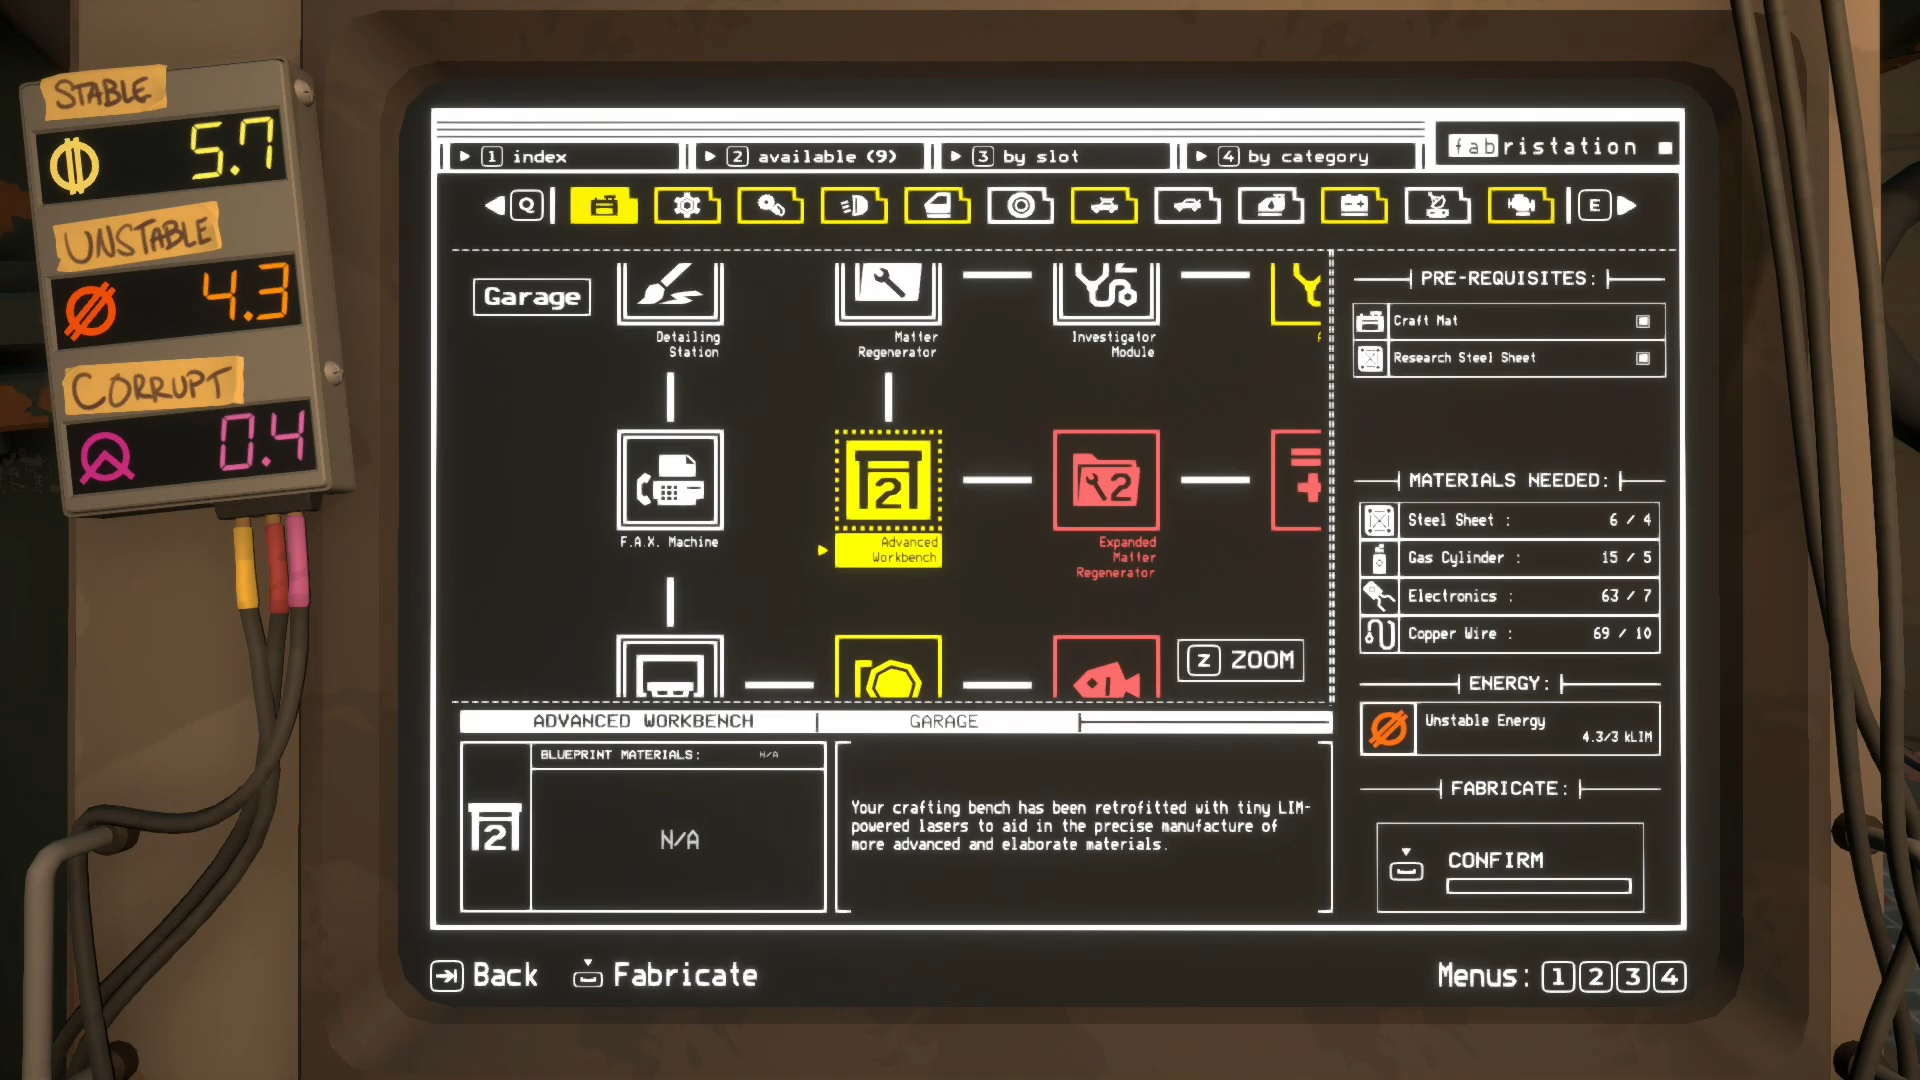 STABLE
5.7
UNSTABLE
4.3
CORRUPT
0.4
1 index
2 available (9)
3 by slot
4 by category
fabristation
Q
E
Garage
Detailing
Station
Matter
Regenerator
Investigator
Module
F.A.X. Machine
2
Advanced
Workbench
2
Expanded
Matter
Regenerator
Z ZOOM
PRE-REQUISITES:
Craft Mat
Research Steel Sheet
MATERIALS NEEDED:
Steel Sheet : 6 / 4
Gas Cylinder : 15 / 5
Electronics : 63 / 7
Copper Wire : 69 / 10
ENERGY:
Unstable Energy
4.3/3 kLIM
FABRICATE:
CONFIRM
ADVANCED WORKBENCH
GARAGE
2
BLUEPRINT MATERIALS: N/A
N/A
Your crafting bench has been retrofitted with tiny LIM-
powered lasers to aid in the precise manufacture of
more advanced and elaborate materials.
Back
Fabricate
Menus: 1 2 3 4